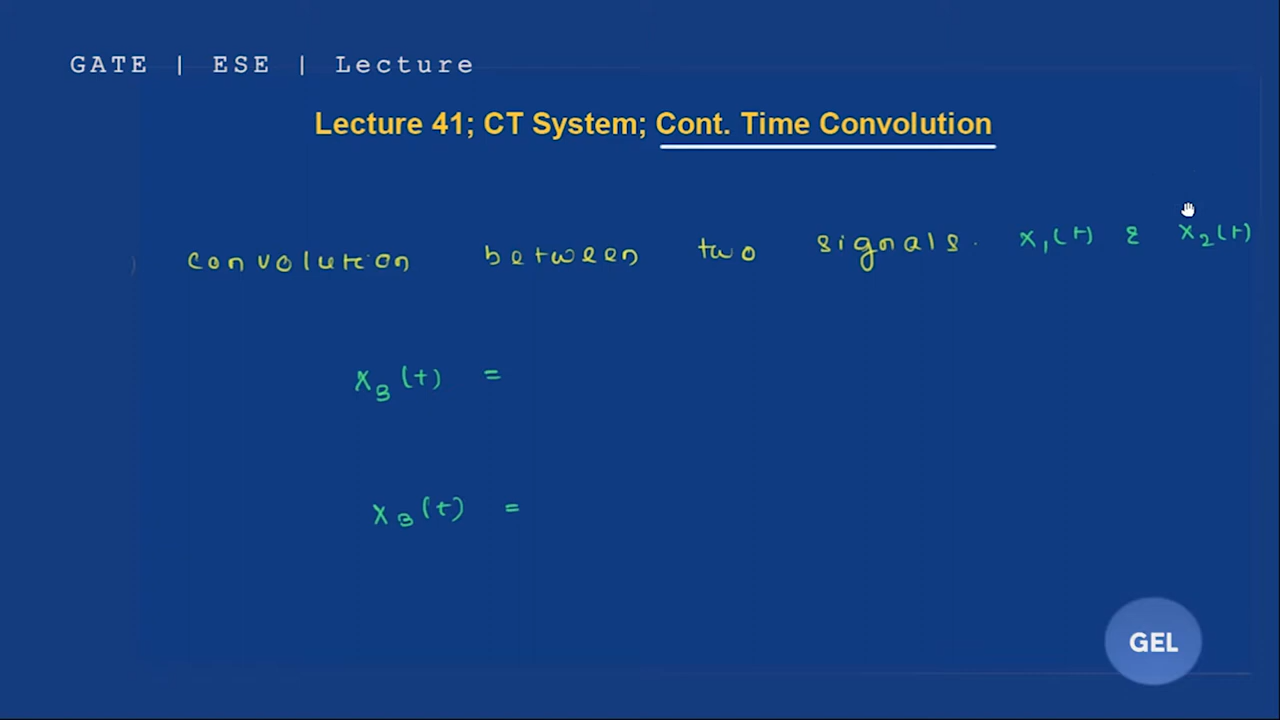 GATE | ESE | Lecture
Lecture 41; CT System; Cont. Time Convolution
) convolution between two signals. x₁(t) & x₂(t)
x₃(t) =
x₃(t) =
GEL